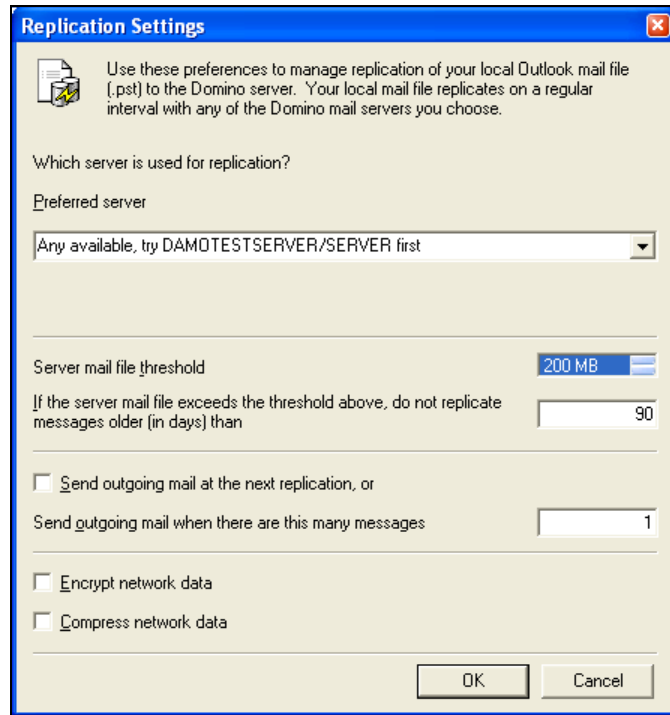 Replication Settings
Use these preferences to manage replication of your local Outlook mail file
(.pst) to the Domino server. Your local mail file replicates on a regular
interval with any of the Domino mail servers you choose.
Which server is used for replication?
Preferred server
Any available, try DAMOTESTSERVER/SERVER first
Server mail file threshold
200 MB
If the server mail file exceeds the threshold above, do not replicate
messages older (in days) than
90
Send outgoing mail at the next replication, or
Send outgoing mail when there are this many messages
1
Encrypt network data
Compress network data
OK
Cancel